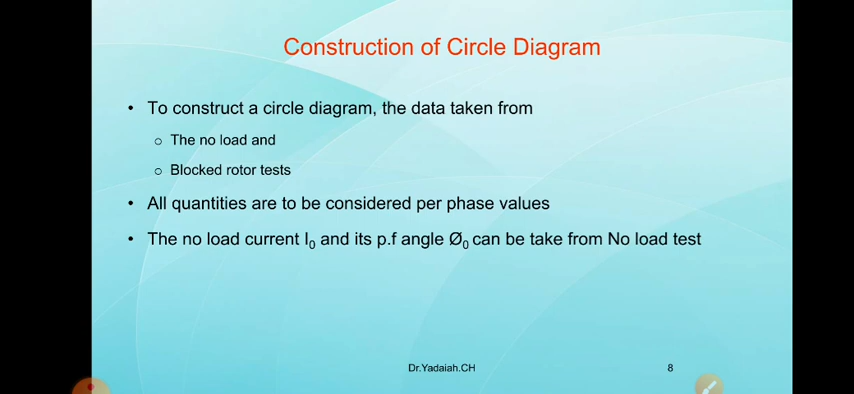 Construction of Circle Diagram
• To construct a circle diagram, the data taken from
o The no load and
o Blocked rotor tests
• All quantities are to be considered per phase values
• The no load current I₀ and its p.f angle Ø₀ can be take from No load test
Dr.Yadaiah.CH 8